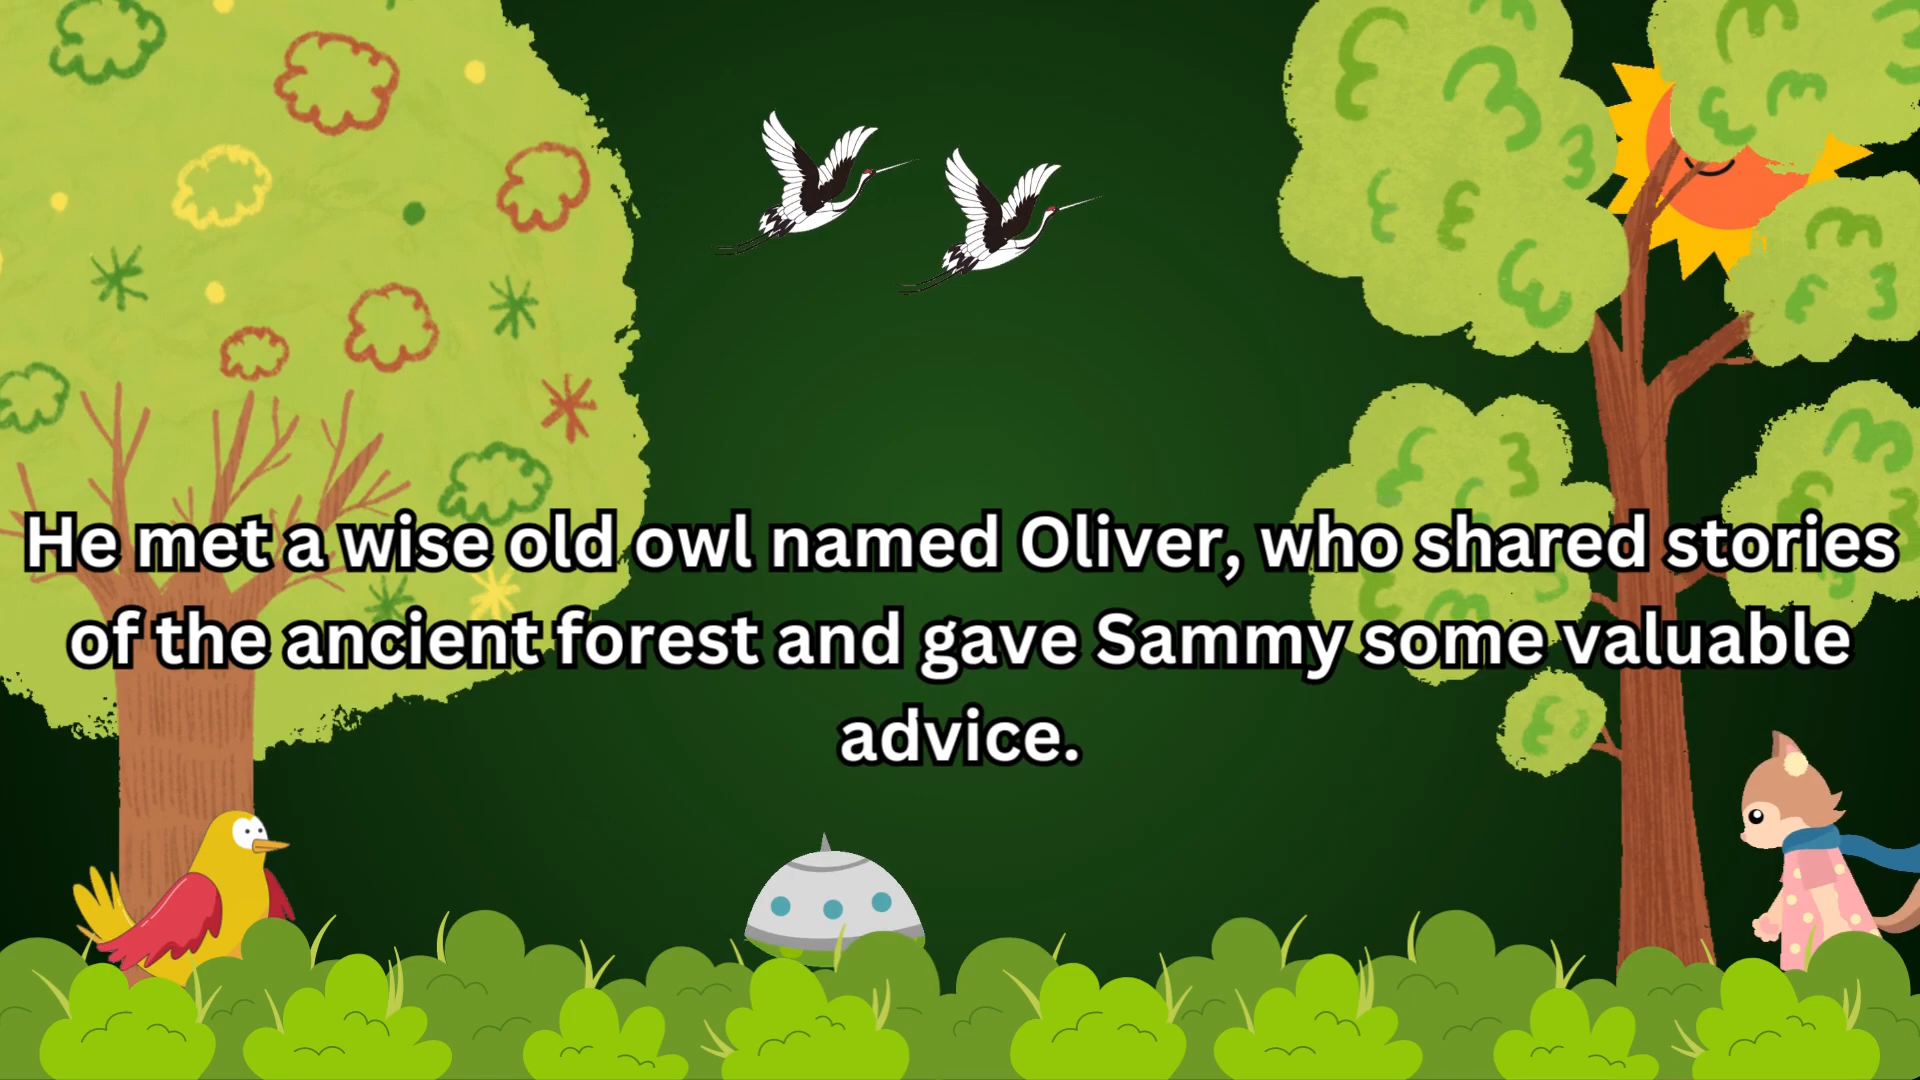 He met a wise old owl named Oliver, who shared stories
of the ancient forest and gave Sammy some valuable
advice.